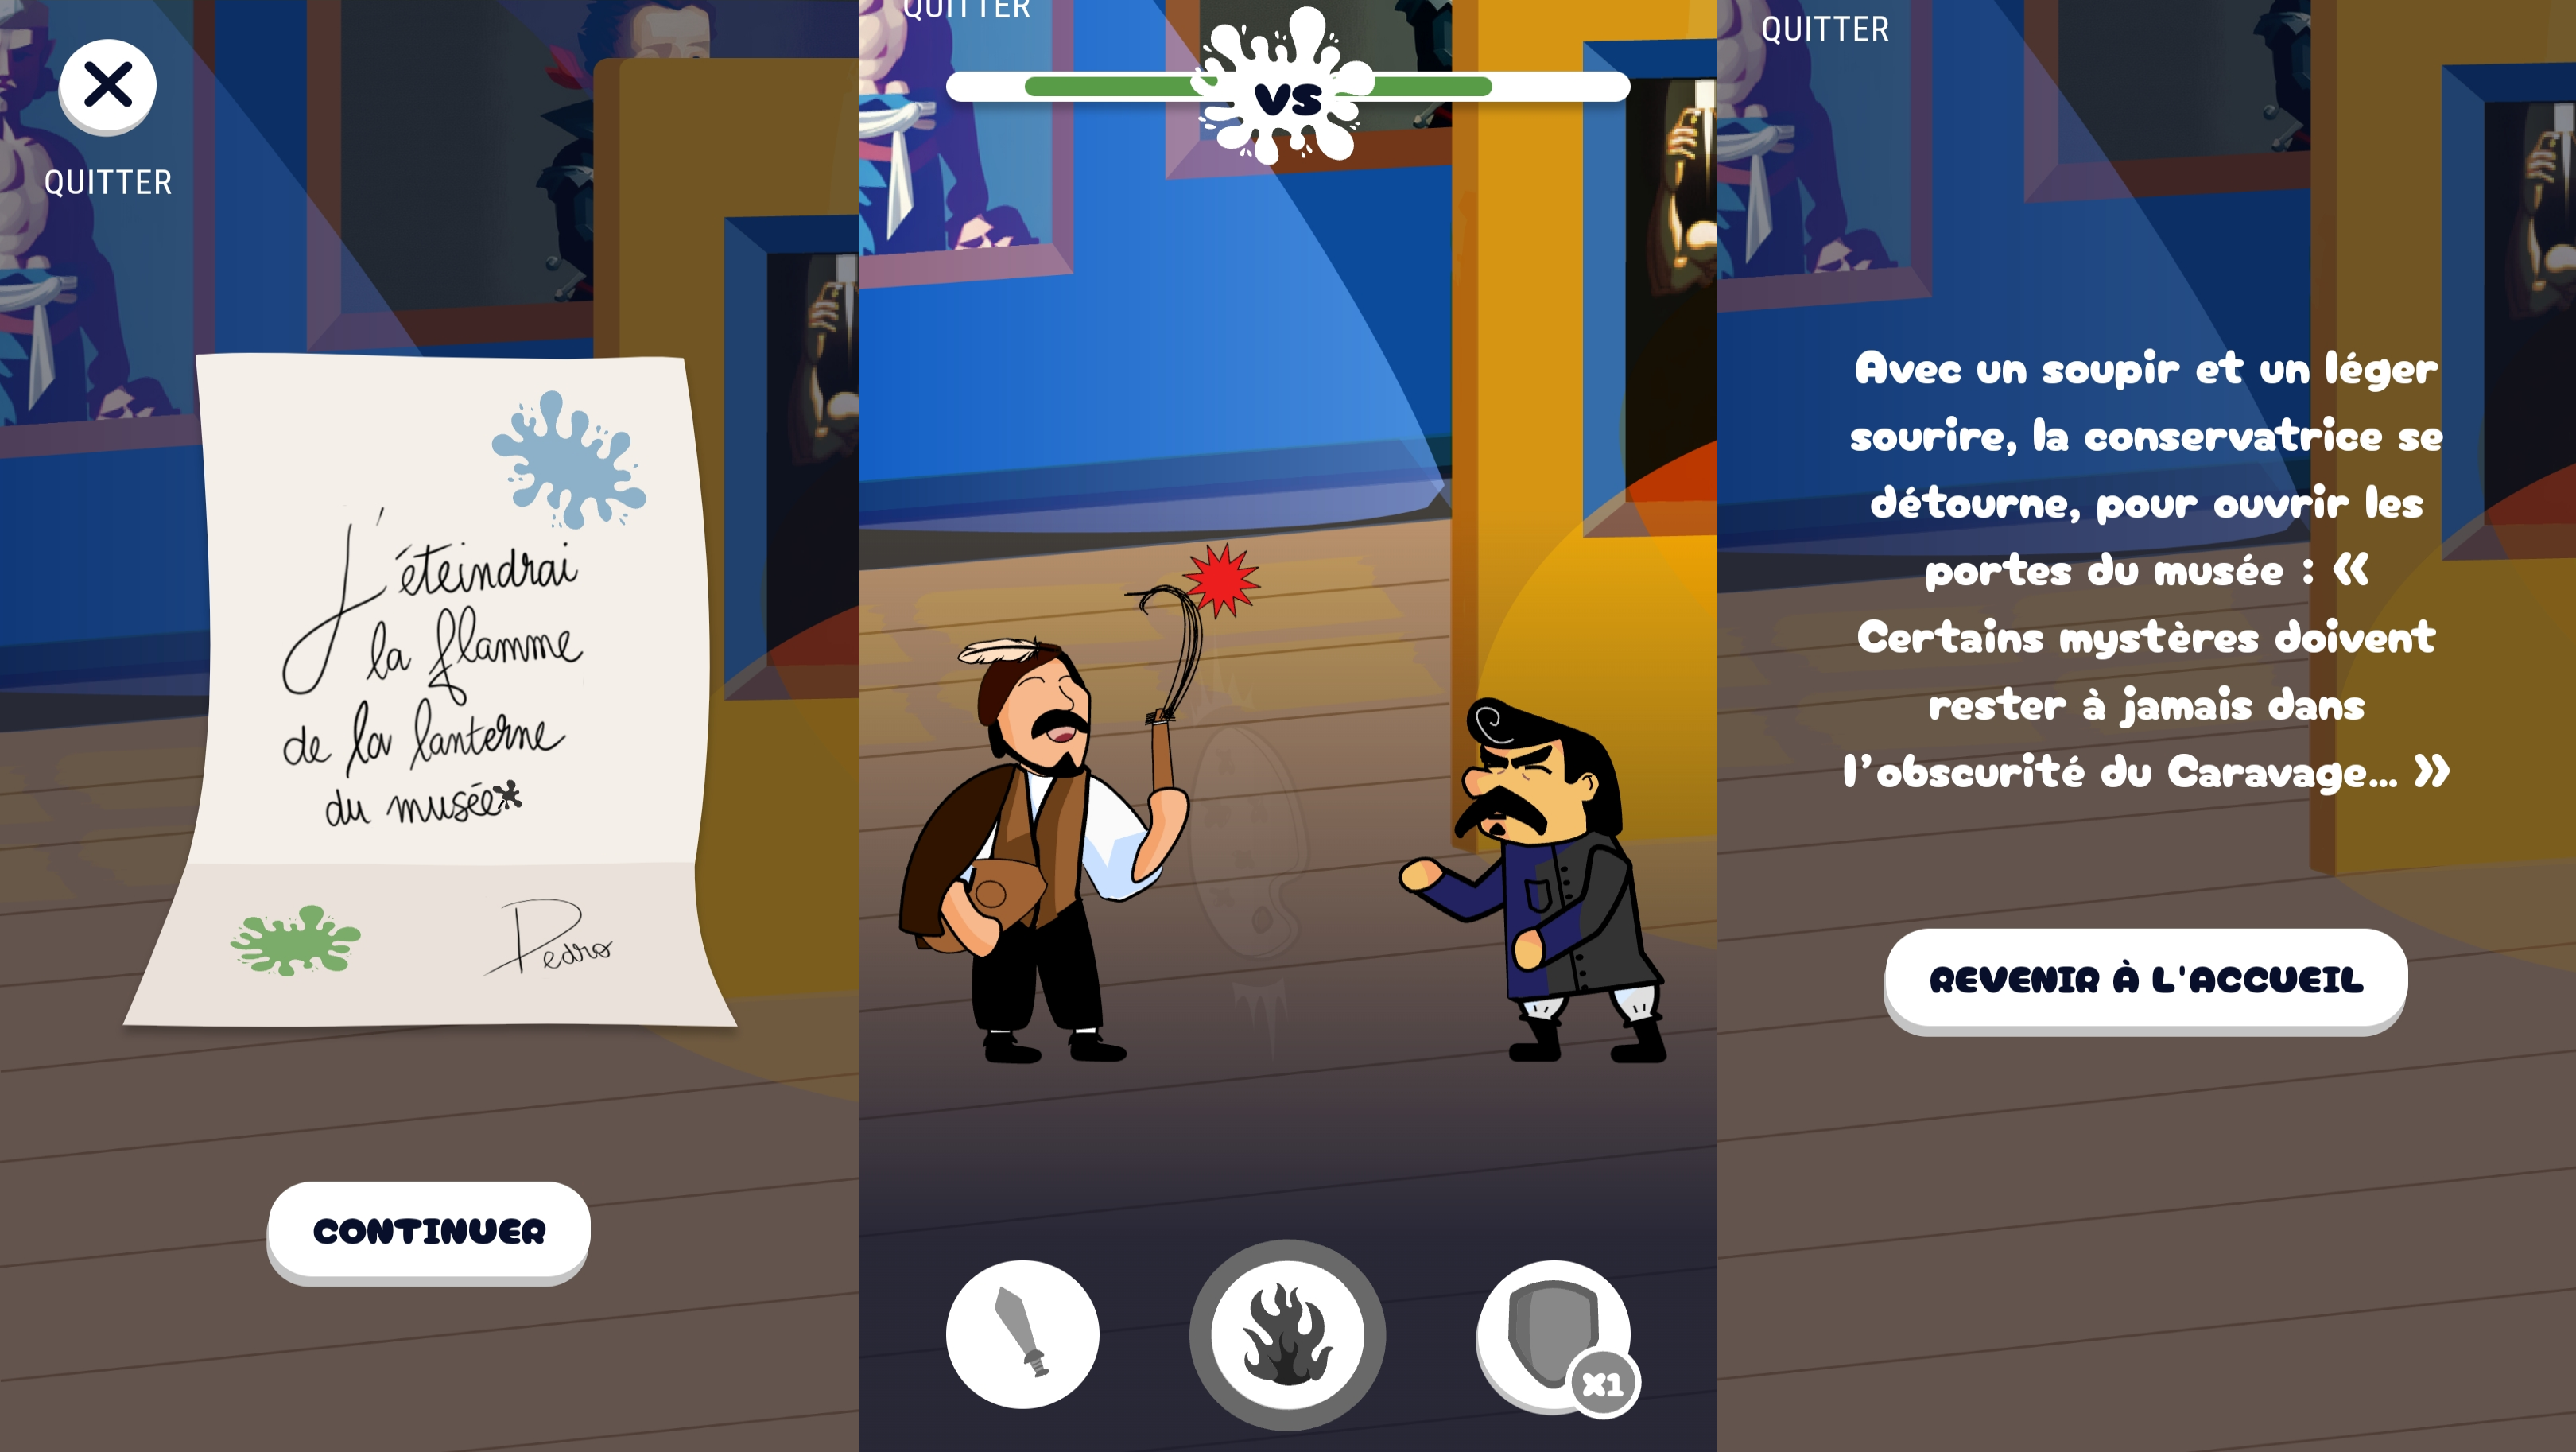 QUITTER
J'éteindrai
la flamme
de la lanterne
du musée
Pedro
CONTINUER
QUITTER
VS
X1
QUITTER
Avec un soupir et un léger
sourire, la conservatrice se
détourne, pour ouvrir les
portes du musée : «
Certains mystères doivent
rester à jamais dans
l'obscurité du Caravage... »
REVENIR À L'ACCUEIL